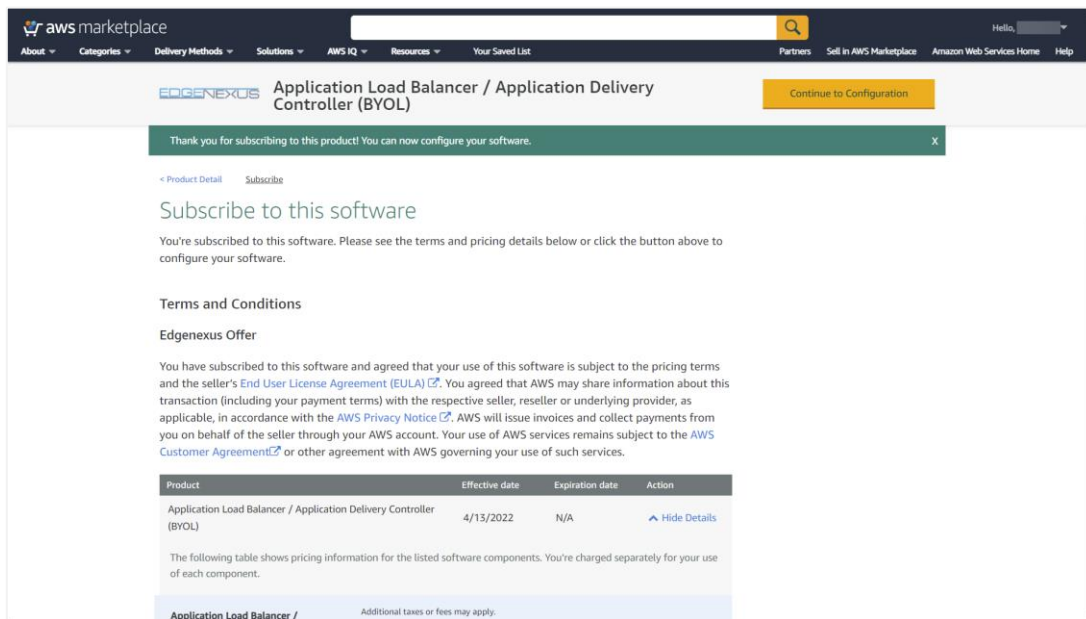 aws marketplace
Hello,
About
Categories
Delivery Methods
Solutions
AWS IQ
Resources
Your Saved List
Partners
Sell in AWS Marketplace
Amazon Web Services Home
Help
EDGENEXUS
Application Load Balancer / Application Delivery
Controller (BYOL)
Continue to Configuration
Thank you for subscribing to this product! You can now configure your software.
X
< Product Detail
Subscribe
Subscribe to this software
You're subscribed to this software. Please see the terms and pricing details below or click the button above to
configure your software.
Terms and Conditions
Edgenexus Offer
You have subscribed to this software and agreed that your use of this software is subject to the pricing terms
and the seller's End User License Agreement (EULA). You agreed that AWS may share information about this
transaction (including your payment terms) with the respective seller, reseller or underlying provider, as
applicable, in accordance with the AWS Privacy Notice. AWS will issue invoices and collect payments from
you on behalf of the seller through your AWS account. Your use of AWS services remains subject to the AWS
Customer Agreement or other agreement with AWS governing your use of such services.
Product
Effective date
Expiration date
Action
Application Load Balancer / Application Delivery Controller
(BYOL)
4/13/2022
N/A
Hide Details
The following table shows pricing information for the listed software components. You're charged separately for your use
of each component.
Application Load Balancer /
Additional taxes or fees may apply.